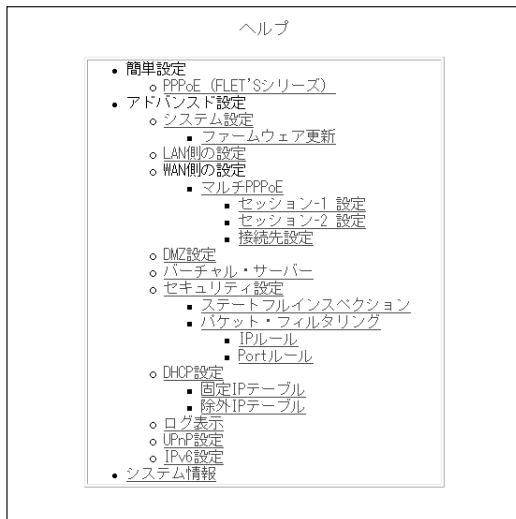 ヘルプ
簡単設定
PPPoE (FLET'Sシリーズ)
アドバンスド設定
システム設定
ファームウェア更新
LAN側の設定
WAN側の設定
マルチPPPoE
セッション-1 設定
セッション-2 設定
接続先設定
DMZ設定
バーチャル・サーバー
セキュリティ設定
ステートフルインスペクション
パケット・フィルタリング
IPルール
Portルール
DHCP設定
固定IPテーブル
除外IPテーブル
ログ表示
UPnP設定
IPv6設定
システム情報